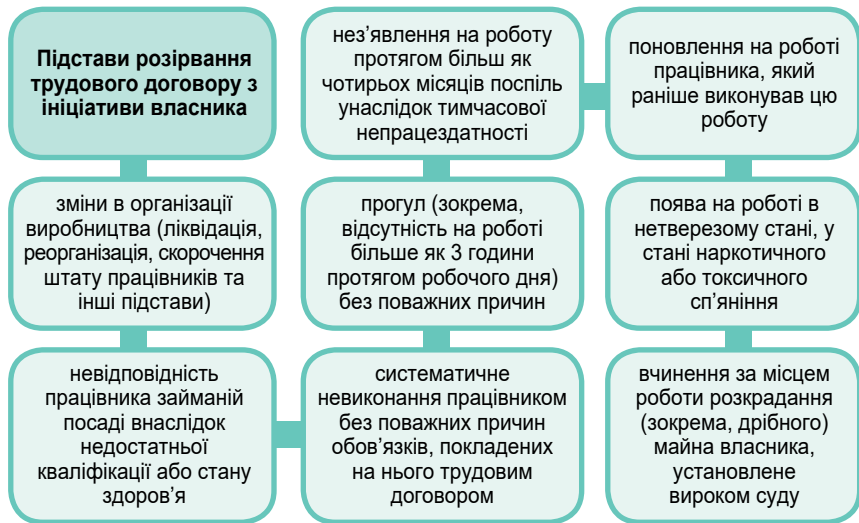 Підстави розірвання
трудового договору з
ініціативи власника
зміни в організації
виробництва (ліквідація,
реорганізація, скорочення
штату працівників та
інші підстави)
невідповідність
працівника займаній
посаді внаслідок
недостатньої
кваліфікації або стану
здоров’я
систематичне
невиконання працівником
без поважних причин
обов’язків, покладених
на нього трудовим
договором
прогул (зокрема,
відсутність на роботі
більше як 3 години
протягом робочого дня)
без поважних причин
нез’явлення на роботу
протягом більш як
чотирьох місяців поспіль
унаслідок тимчасової
непрацездатності
поновлення на роботі
працівника, який
раніше виконував цю
роботу
поява на роботі в
нетверезому стані, у
стані наркотичного
або токсичного
сп’яніння
вчинення за місцем
роботи розкрадання
(зокрема, дрібного)
майна власника,
установлене
вироком суду